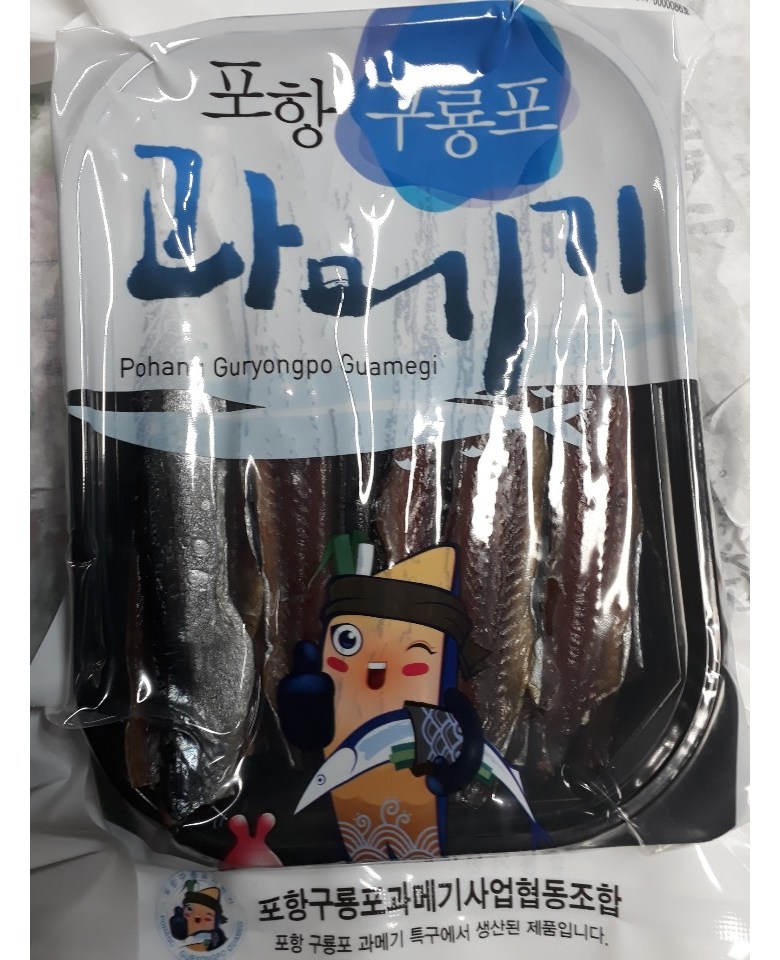 포항 구룡포
과메기
Pohang Guryongpo Guamegi
포항구룡포과메기사업협동조합
포항 구룡포 과메기 특구에서 생산된 제품입니다.